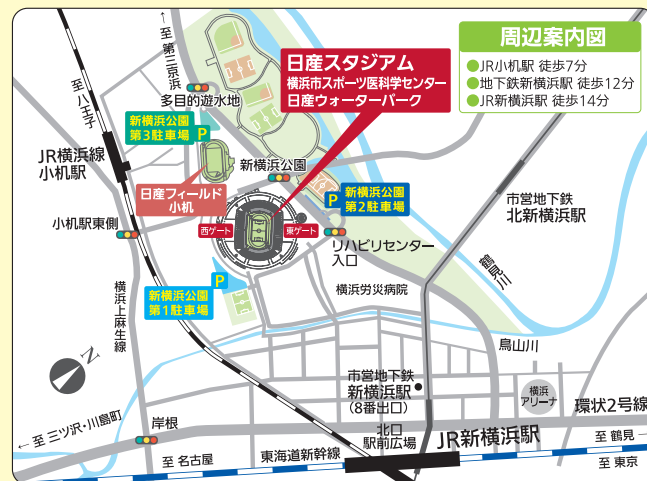 周辺案内図
●JR小机駅 徒歩7分
●地下鉄新横浜駅 徒歩12分
●JR新横浜駅 徒歩14分
日産スタジアム
横浜市スポーツ医科学センター
日産ウォーターパーク
← 至 第三京浜
多目的遊水地
至八王子
新横浜公園
第3駐車場
P
JR横浜線
小机駅
日産フィールド
小机
新横浜公園
P
新横浜公園
第2駐車場
市営地下鉄
北新横浜駅
小机駅東側
西ゲート
東ゲート
リハビリセンター
入口
鶴見川
横浜労災病院
P
新横浜公園
第1駐車場
横浜上麻生線
鳥山川
N
市営地下鉄
新横浜駅
(8番出口)
横浜
アリーナ
環状2号線
← 至 三ツ沢・川島町
岸根
北口
駅前広場
JR新横浜駅
至 鶴見 →
至 名古屋
東海道新幹線
至 東京